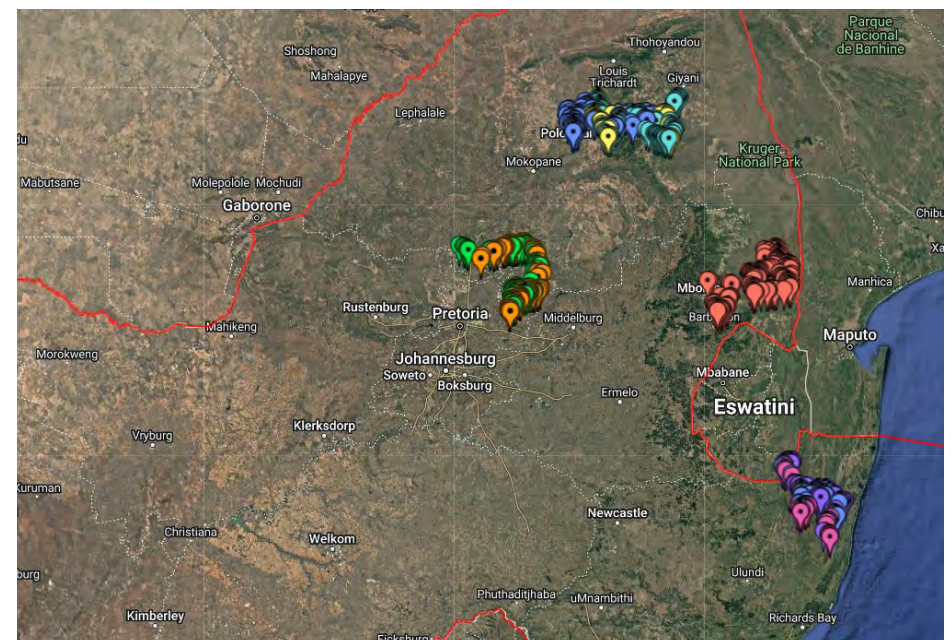 Parque
Nacional
de Banhine
Shoshong
Thohoyandou
Mahalapye
Louis
Trichardt
Giyani
Lephalale
Mokopane
Kruger
National Park
Mabutsane
Molepolole
Mochudi
Gaborone
Manhica
Rustenburg
Pretoria
Middelburg
Mahikeng
Maputo
Morokweng
Johannesburg
Soweto
Boksburg
Mbabane
Ermelo
Eswatini
Klerksdorp
Vryburg
Kuruman
Newcastle
Christiana
Welkom
Ulundi
Phuthaditjhaba
uMnambithi
Kimberley
Richards Bay